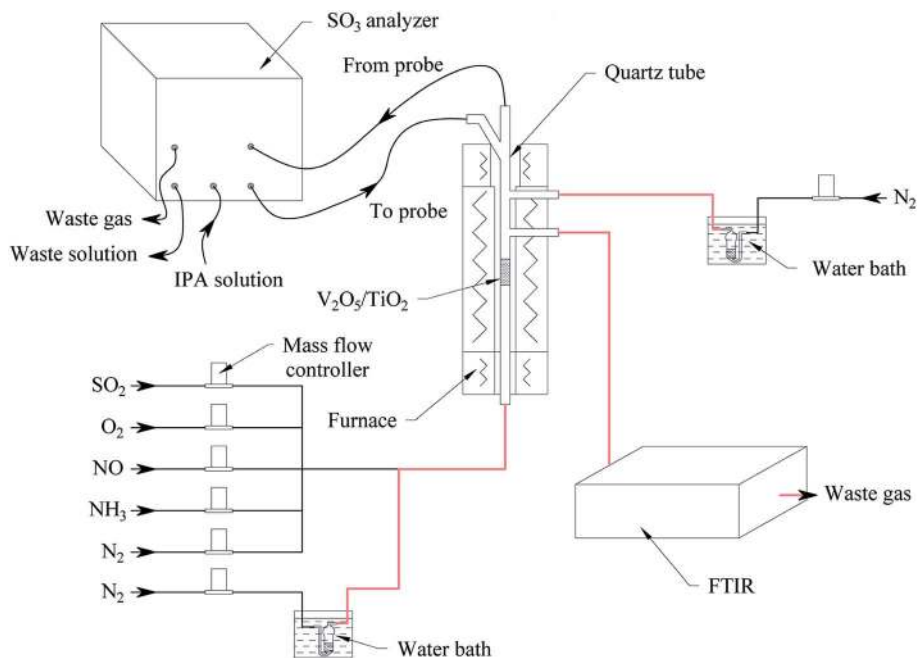 SO₃ analyzer
From probe
Quartz tube
To probe
N₂
Waste gas
Waste solution
Water bath
IPA solution
V₂O₅/TiO₂
Mass flow
controller
SO₂
Furnace
O₂
NO
Waste gas
NH₃
N₂
FTIR
N₂
Water bath